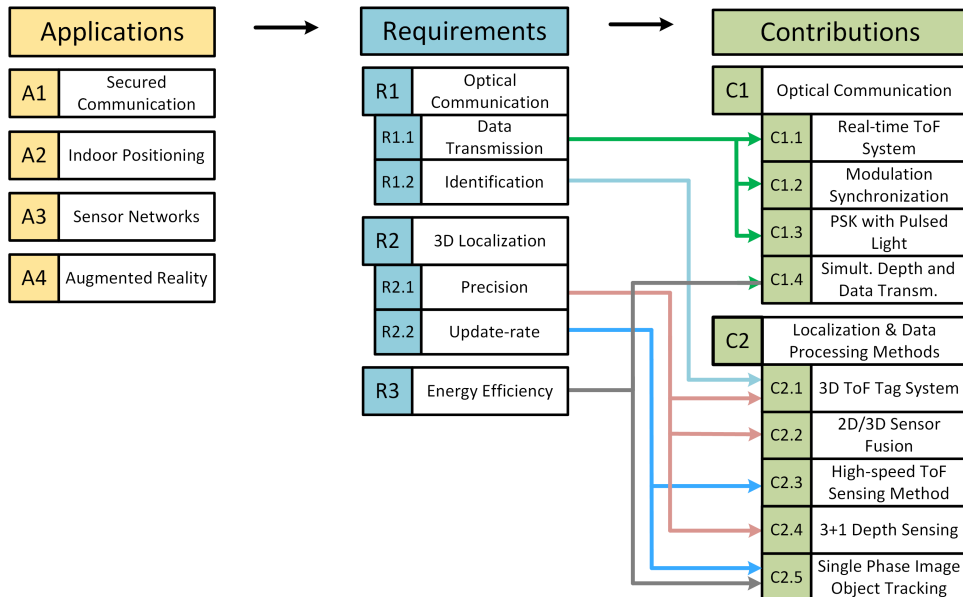 Applications
A1
Secured
Communication
A2
Indoor Positioning
A3
Sensor Networks
A4
Augmented Reality
Requirements
R1
Optical
Communication
R1.1
Data
Transmission
R1.2
Identification
R2
3D Localization
R2.1
Precision
R2.2
Update-rate
R3
Energy Efficiency
Contributions
C1
Optical Communication
C1.1
Real-time ToF
System
C1.2
Modulation
Synchronization
C1.3
PSK with Pulsed
Light
C1.4
Simult. Depth and
Data Transm.
C2
Localization & Data
Processing Methods
C2.1
3D ToF Tag System
C2.2
2D/3D Sensor
Fusion
C2.3
High-speed ToF
Sensing Method
C2.4
3+1 Depth Sensing
C2.5
Single Phase Image
Object Tracking